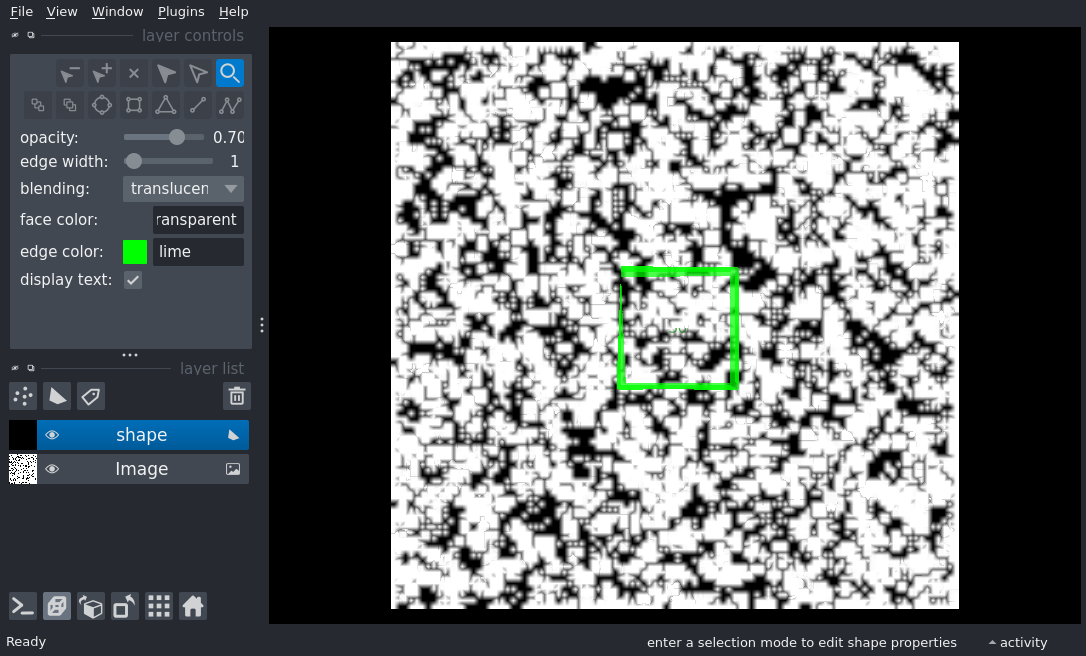 File View Window Plugins Help
layer controls
opacity: 0.70
edge width: 1
blending: translucen
face color: ransparent
edge color: lime
display text:
layer list
shape
Image
Ready
enter a selection mode to edit shape properties
activity